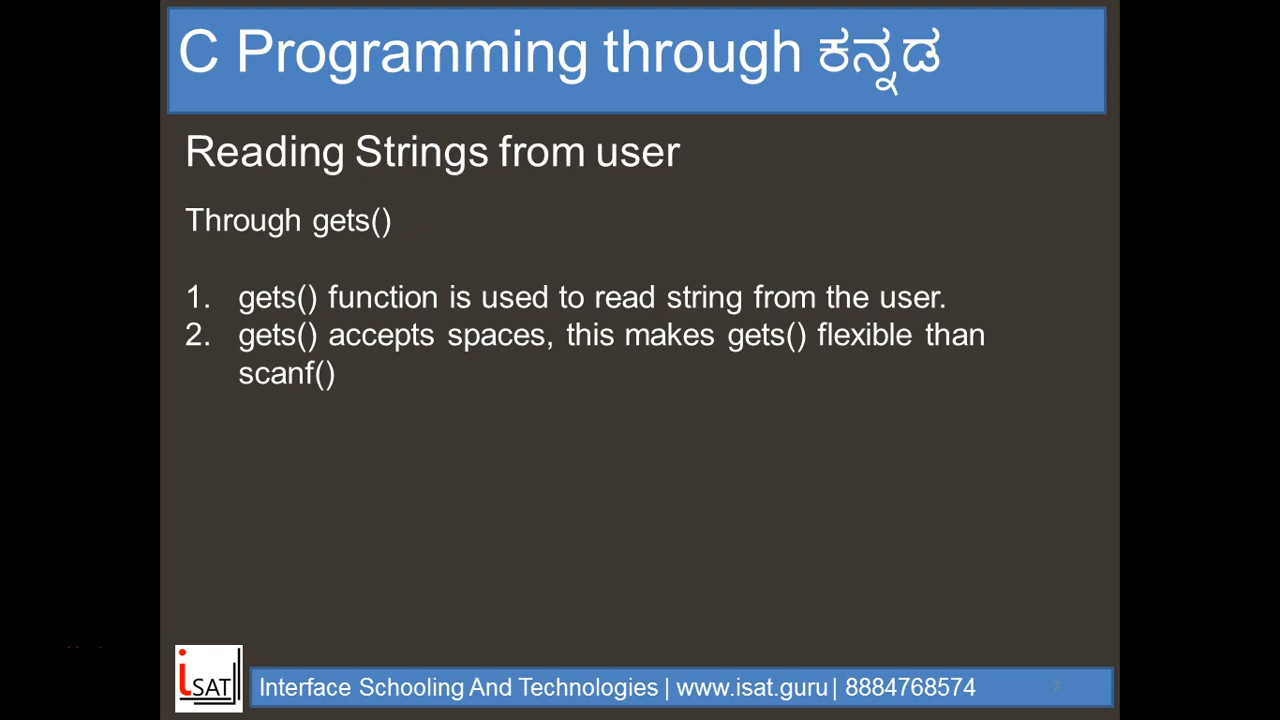 C Programming through ಕನ್ನಡ
Reading Strings from user
Through gets()
1. gets() function is used to read string from the user.
2. gets() accepts spaces, this makes gets() flexible than
scanf()
iSAT
Interface Schooling And Technologies | www.isat.guru | 8884768574
7